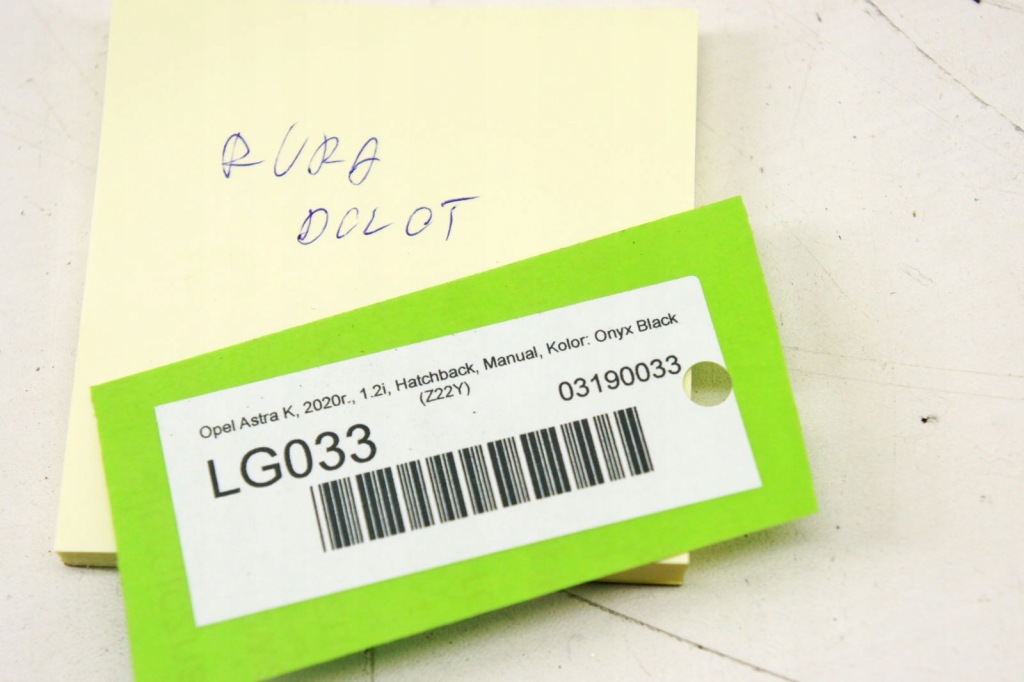 RURA
DOLOT
Opel Astra K, 2020r., 1.2i, Hatchback, Manual, Kolor: Onyx Black
(Z22Y)
03190033
LG033